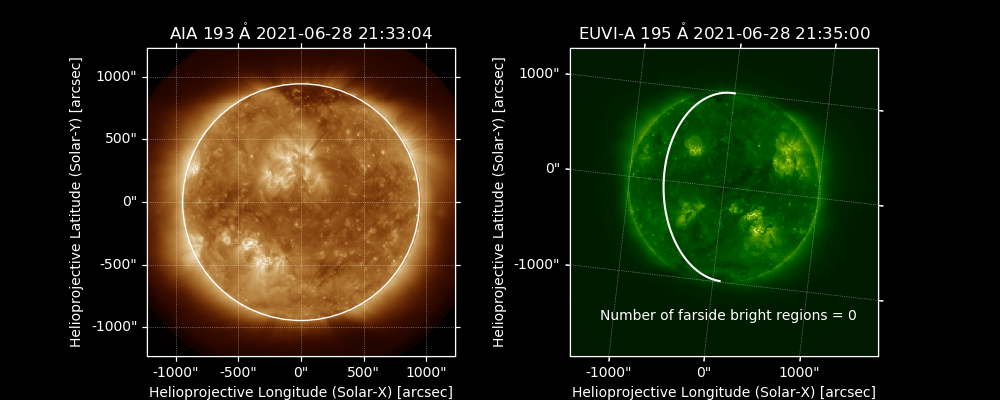 AIA 193 Å 2021-06-28 21:33:04
Helioprojective Latitude (Solar-Y) [arcsec]
1000"
500"
0"
-500"
-1000"
-1000"
-500"
0"
500"
1000"
Helioprojective Longitude (Solar-X) [arcsec]
EUVI-A 195 Å 2021-06-28 21:35:00
Helioprojective Latitude (Solar-Y) [arcsec]
1000"
0"
-1000"
Number of farside bright regions = 0
-1000"
0"
1000"
Helioprojective Longitude (Solar-X) [arcsec]